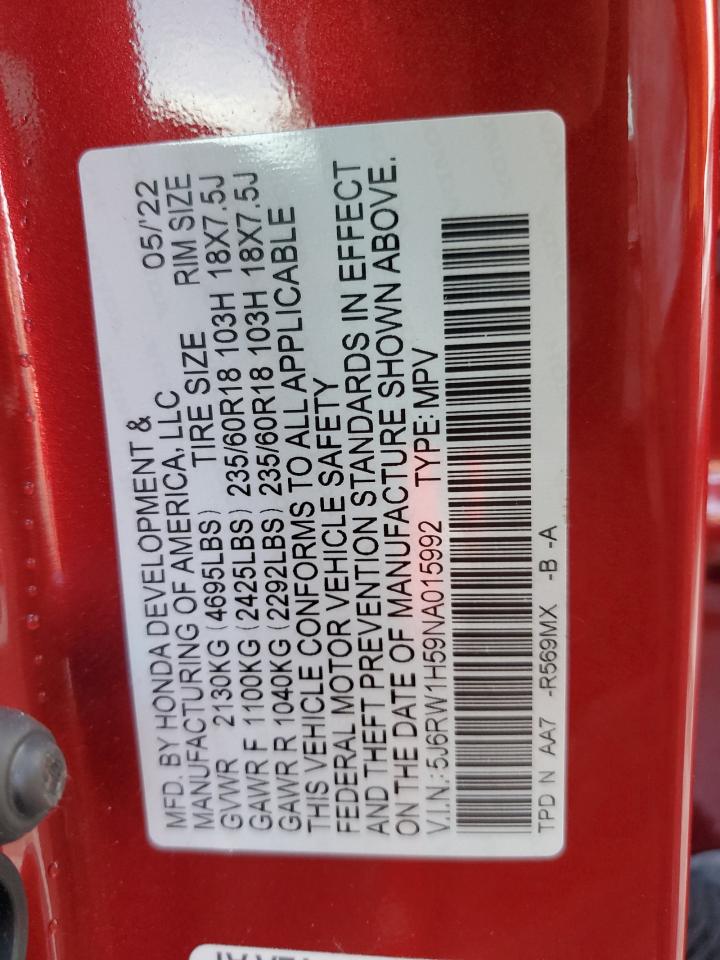 MFD. BY HONDA DEVELOPMENT & 05/'22
MANUFACTURING OF AMERICA, LLC TIRE SIZE RIM SIZE
GVWR 2130KG (4695LBS)
GAWR F 1100KG (2425LBS) 235/60R18 103H 18X7.5J
GAWR R 1040KG (2292LBS) 235/60R18 103H 18X7.5J
THIS VEHICLE CONFORMS TO ALL APPLICABLE
FEDERAL MOTOR VEHICLE SAFETY
AND THEFT PREVENTION STANDARDS IN EFFECT
ON THE DATE OF MANUFACTURE SHOWN ABOVE.
V.I.N.:5J6RW1H59NA015992 TYPE:MPV
TPD N AA7 -R569MX -B -A